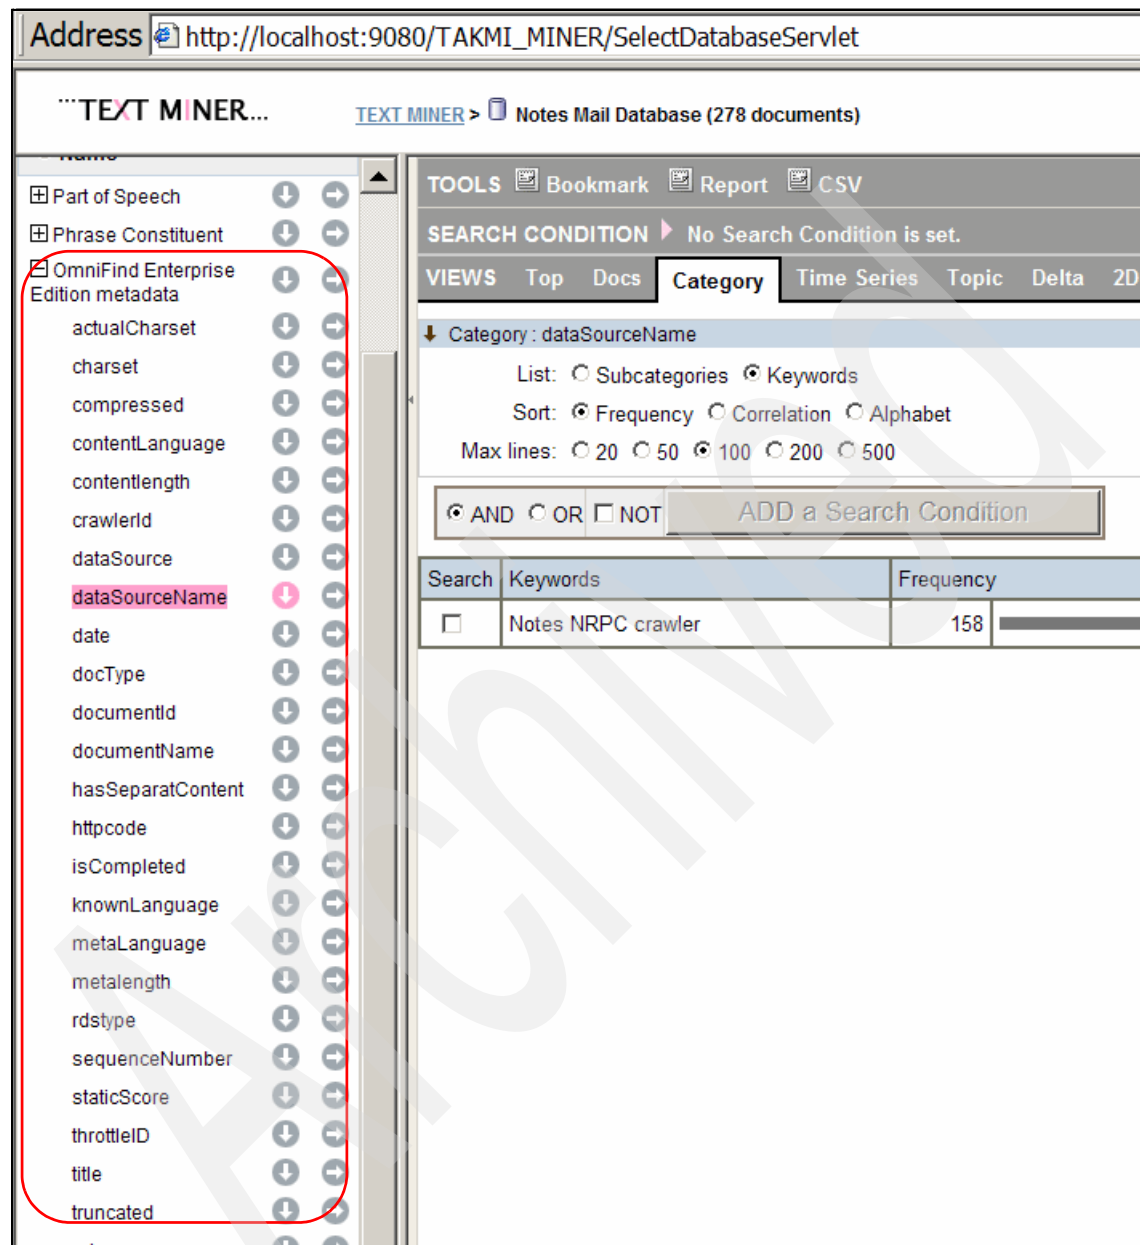 Address http://localhost:9080/TAKMI_MINER/SelectDatabaseServlet
TEXT MINER... TEXT MINER > Notes Mail Database (278 documents)
Name
Part of Speech
Phrase Constituent
OmniFind Enterprise
Edition metadata
actualCharset
charset
compressed
contentLanguage
contentlength
crawlerId
dataSource
dataSourceName
date
docType
documentId
documentName
hasSeparatContent
httpcode
isCompleted
knownLanguage
metaLanguage
metalength
rdstype
sequenceNumber
staticScore
throttleID
title
truncated
TOOLS Bookmark Report CSV
SEARCH CONDITION No Search Condition is set.
VIEWS Top Docs Category Time Series Topic Delta 2D
Category : dataSourceName
List: Subcategories Keywords
Sort: Frequency Correlation Alphabet
Max lines: 20 50 100 200 500
AND OR NOT ADD a Search Condition
Search Keywords Frequency
Notes NRPC crawler 158
Archived